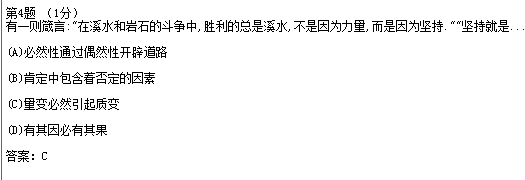 第4题 (1分)
有一则箴言:"在溪水和岩石的斗争中,胜利的总是溪水,不是因为力量,而是因为坚持.""坚持就是...
(A)必然性通过偶然性开辟道路
(B)肯定中包含着否定的因素
(C)量变必然引起质变
(D)有其因必有其果
答案: C